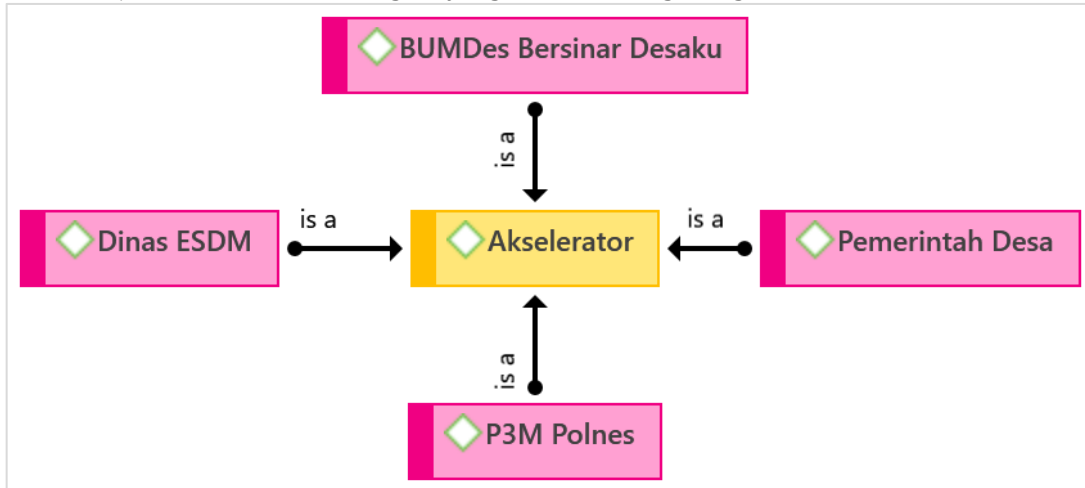 BUMDes Bersinar Desaku
is a
Dinas ESDM
is a
Akselerator
is a
Pemerintah Desa
is a
P3M Polnes